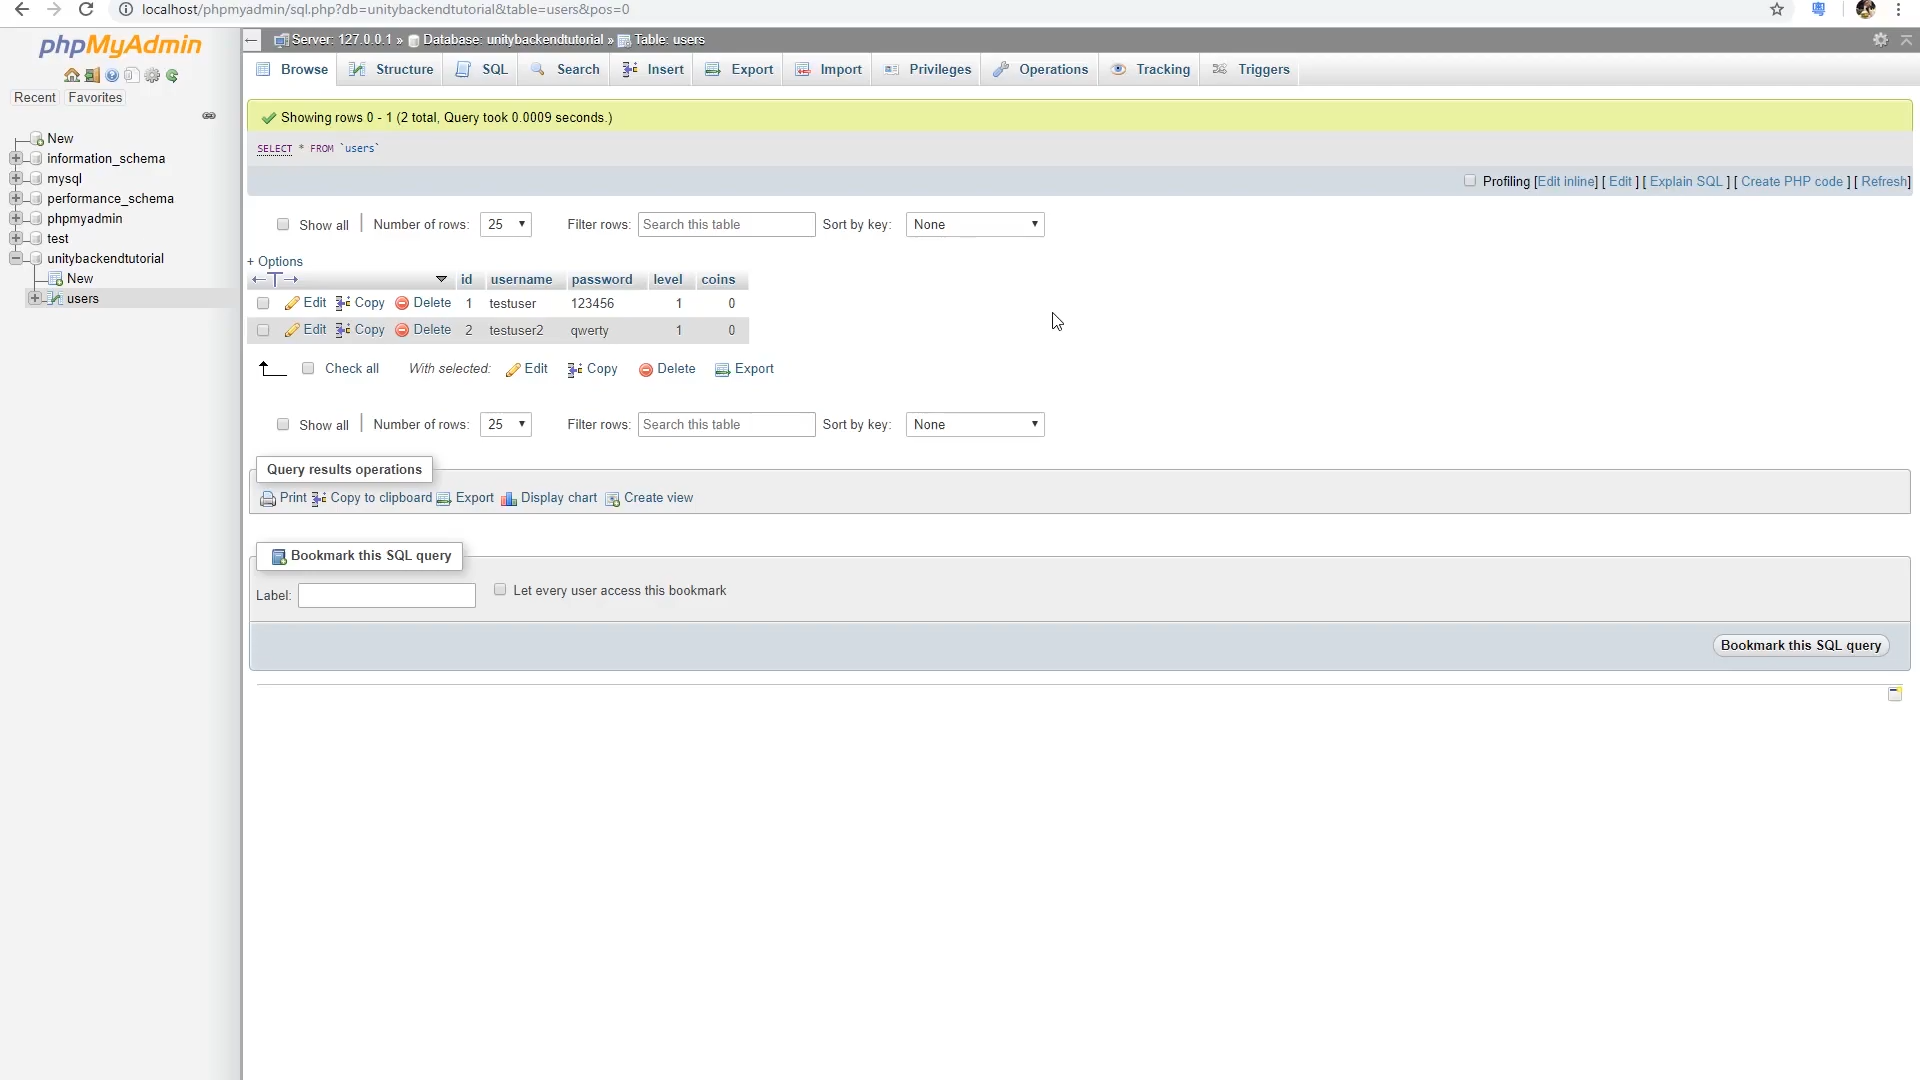 localhost/phpmyadmin/sql.php?db=unitybackendtutorial&table=users&pos=0
phpMyAdmin
Recent Favorites
New
information_schema
mysql
performance_schema
phpmyadmin
test
unitybackendtutorial
New
users
Server: 127.0.0.1 » Database: unitybackendtutorial » Table: users
Browse Structure SQL Search Insert Export Import Privileges Operations Tracking Triggers
Showing rows 0 - 1 (2 total, Query took 0.0009 seconds.)
SELECT * FROM `users`
Profiling [Edit inline] [ Edit ] [ Explain SQL ] [ Create PHP code ] [ Refresh]
Show all Number of rows: 25 Filter rows: Search this table Sort by key: None
+ Options
id username password level coins
Edit Copy Delete 1 testuser 123456 1 0
Edit Copy Delete 2 testuser2 qwerty 1 0
Check all With selected: Edit Copy Delete Export
Show all Number of rows: 25 Filter rows: Search this table Sort by key: None
Query results operations
Print Copy to clipboard Export Display chart Create view
Bookmark this SQL query
Label: Let every user access this bookmark
Bookmark this SQL query